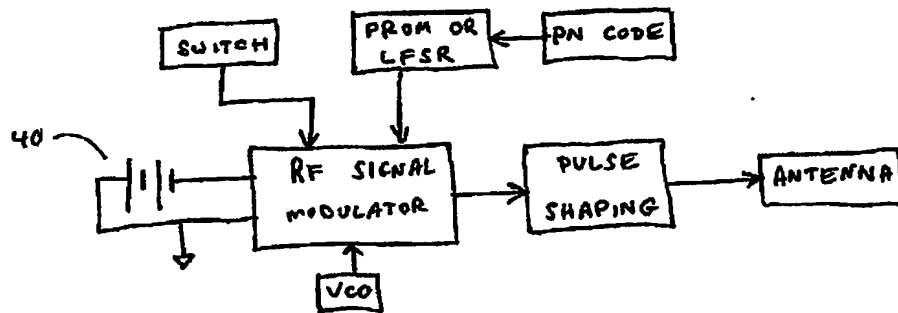 SWITCH
PROM OR
LFSR
PN CODE
40
RF SIGNAL
MODULATOR
PULSE
SHAPING
ANTENNA
VCO